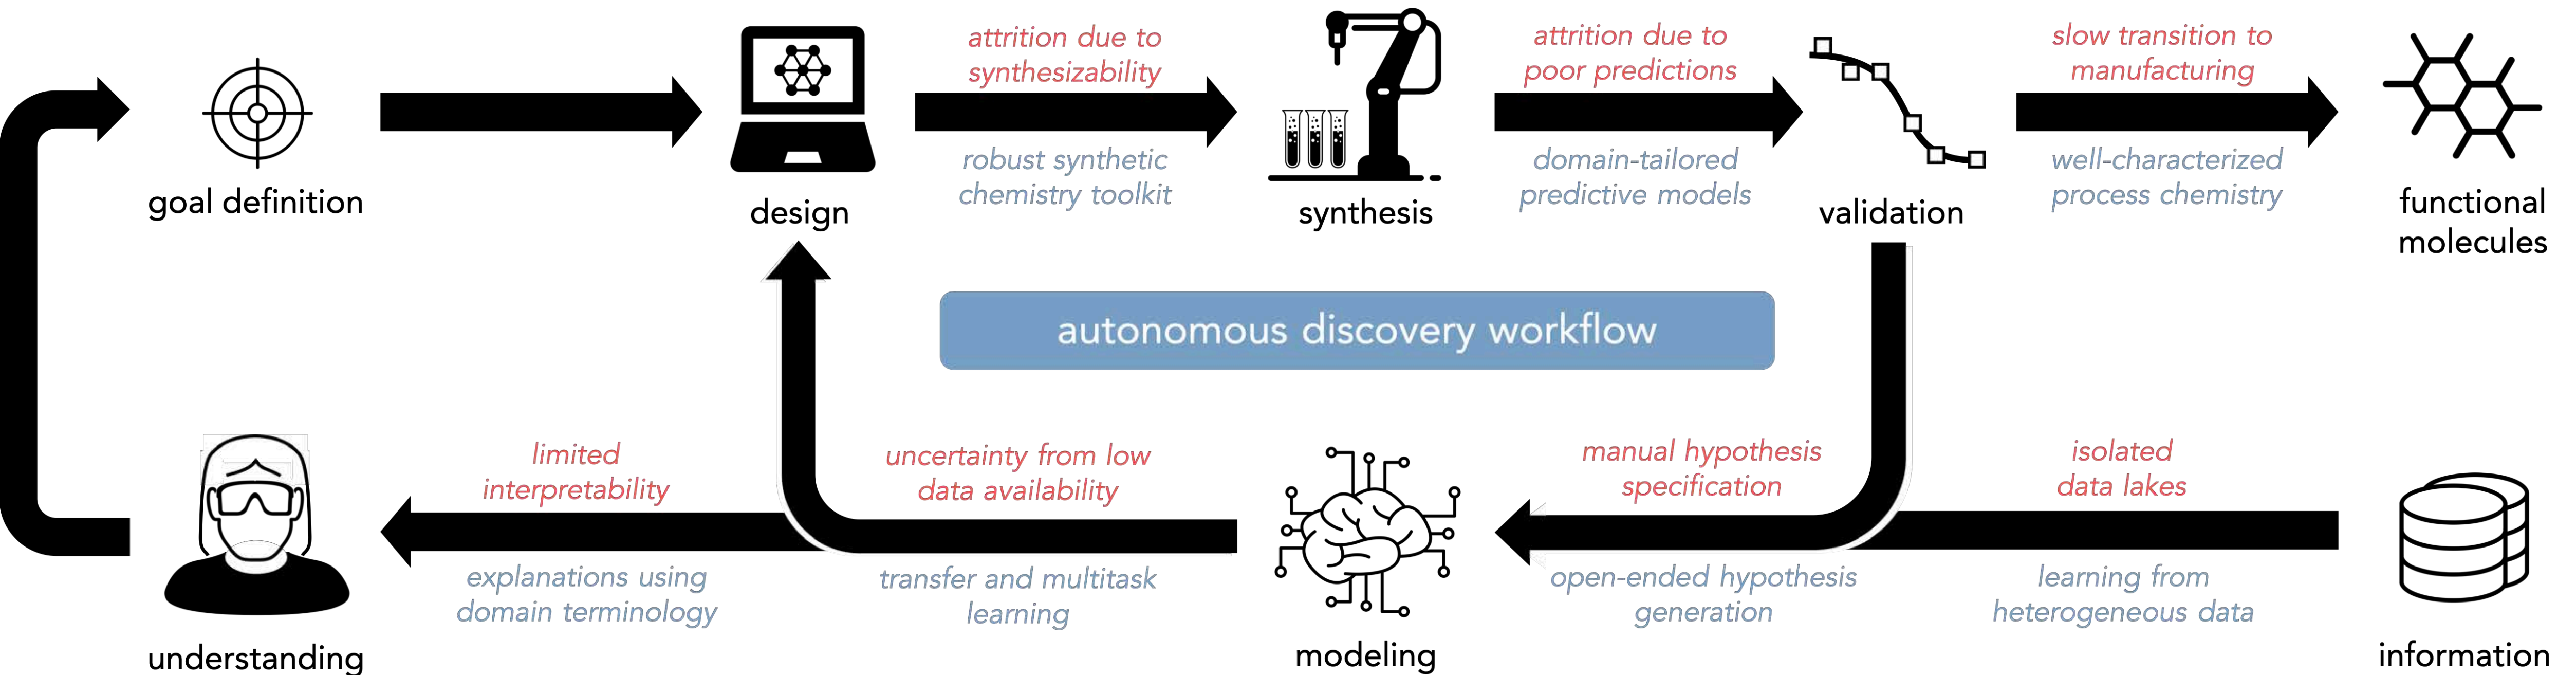 attrition due to
synthesizability
attrition due to
poor predictions
slow transition to
manufacturing
robust synthetic
chemistry toolkit
domain-tailored
predictive models
well-characterized
process chemistry
goal definition
design
synthesis
validation
functional
molecules
autonomous discovery workflow
limited
interpretability
uncertainty from low
data availability
manual hypothesis
specification
isolated
data lakes
explanations using
domain terminology
transfer and multitask
learning
open-ended hypothesis
generation
learning from
heterogeneous data
understanding
modeling
information